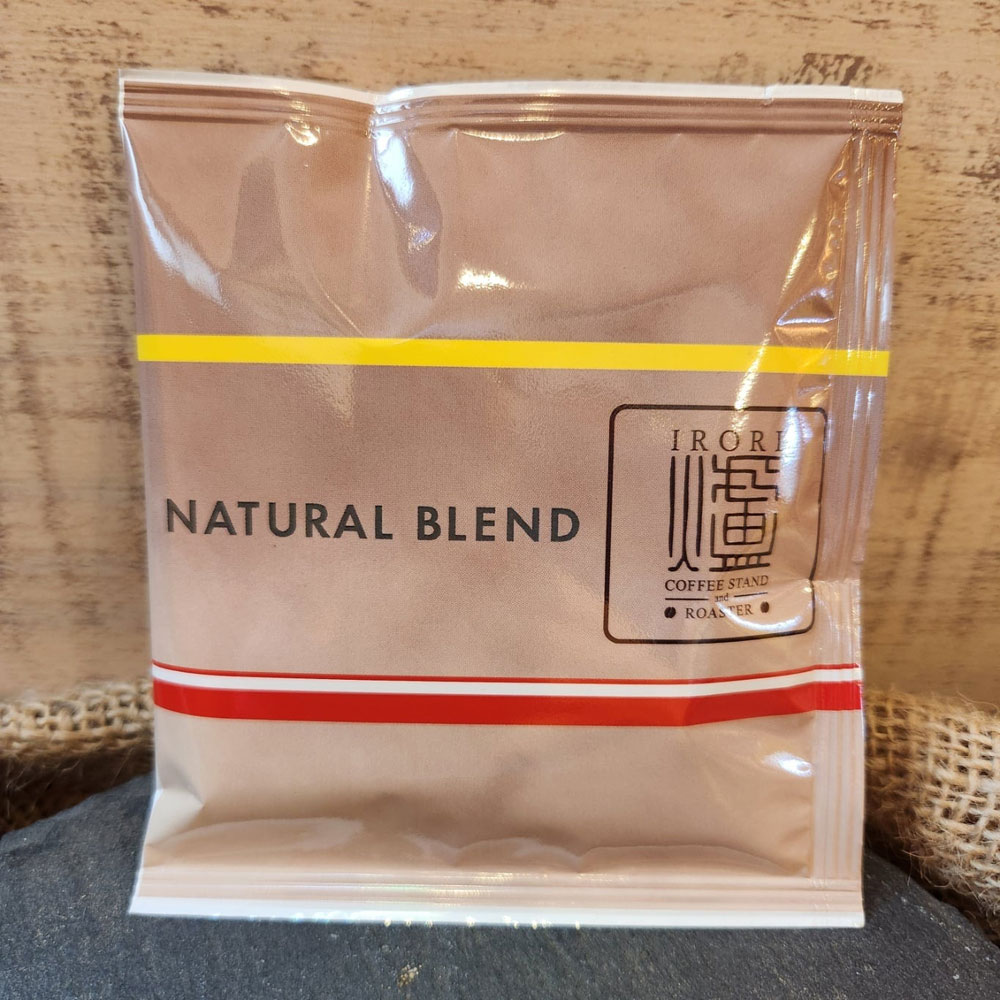 NATURAL BLEND
IRORI
爐
COFFEE STAND
and
ROASTER